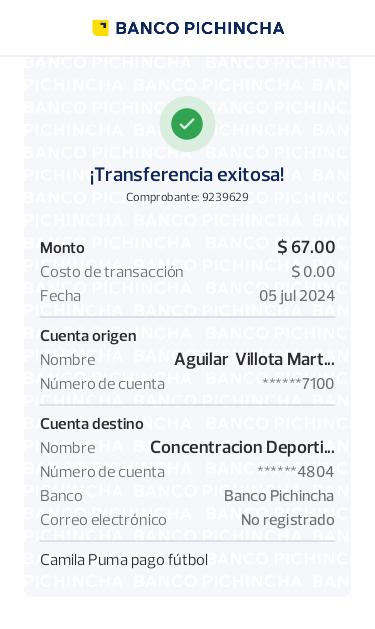 BANCO PICHINCHA
¡Transferencia exitosa!
Comprobante: 9239629
Monto $ 67.00
Costo de transacción $ 0.00
Fecha 05 jul 2024
Cuenta origen
Nombre Aguilar Villota Mart...
Número de cuenta ******7100
Cuenta destino
Nombre Concentracion Deporti...
Número de cuenta ******4804
Banco Banco Pichincha
Correo electrónico No registrado
Camila Puma pago fútbol